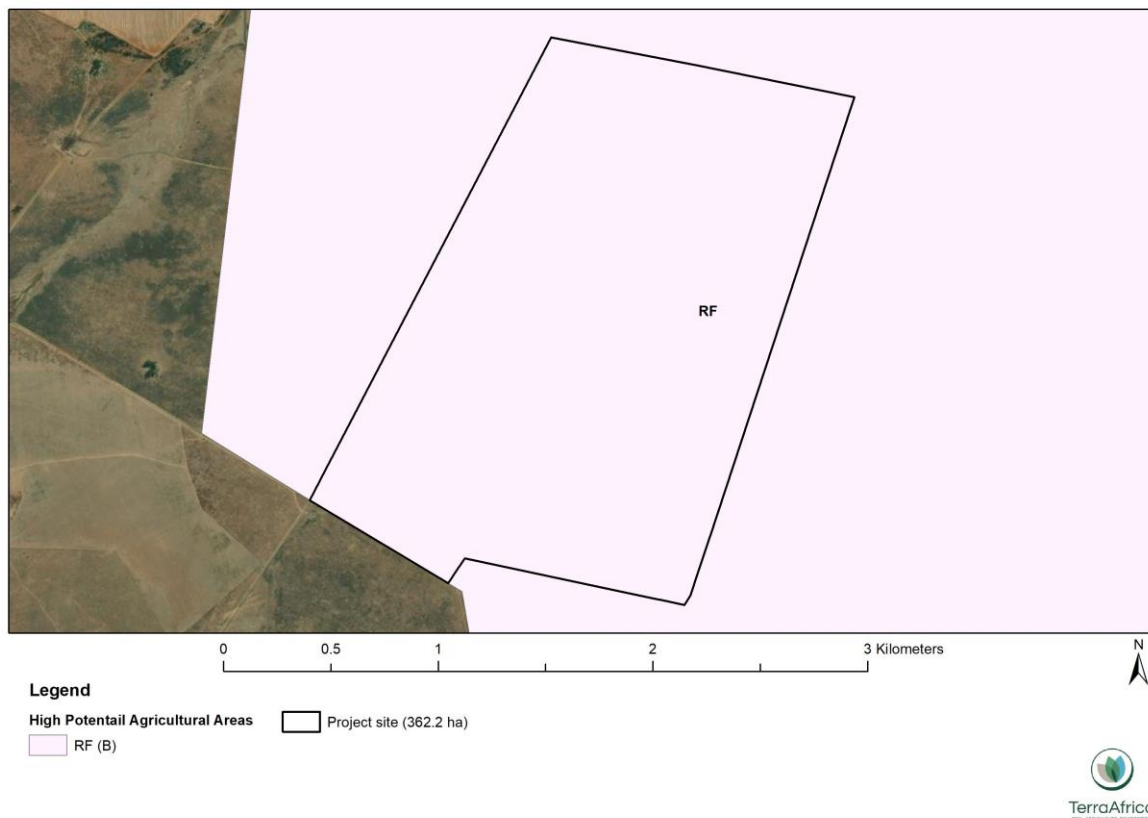 RF
0 0.5 1 2 3 Kilometers
N
Legend
High Potentail Agricultural Areas
Project site (362.2 ha)
RF (B)
TerraAfrica